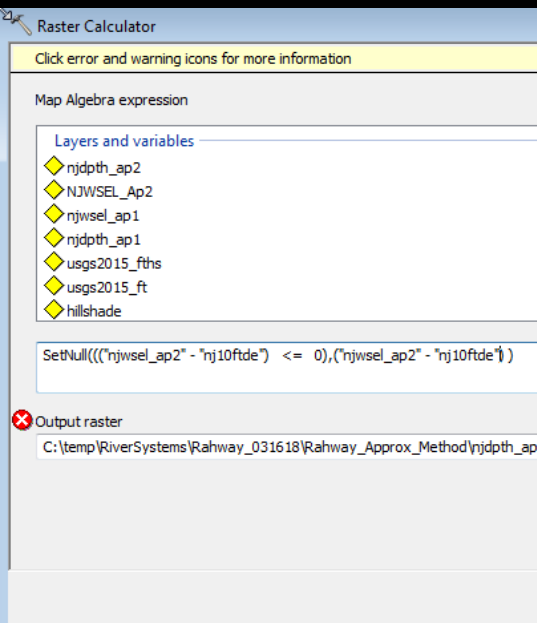 Raster Calculator
Click error and warning icons for more information
Map Algebra expression
Layers and variables
njdpth_ap2
NJWSEL_Ap2
njwsel_ap1
njdpth_ap1
usgs2015_fths
usgs2015_ft
hillshade
SetNull((("njwsel_ap2" - "nj10ftde") <= 0),("njwsel_ap2" - "nj10ftde") )
Output raster
C:\temp\RiverSystems\Rahway_031618\Rahway_Approx_Method\njdpth_ap